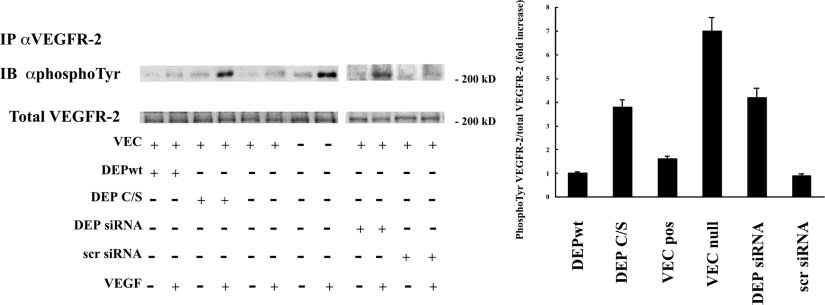 IP αVEGFR-2
IB αphosphoTyr
- 200 kD
Total VEGFR-2
- 200 kD
VEC + + + + + + - - + + + +
DEPwt + + - - - - - - - - - -
DEP C/S - - + + - - - - - - - -
DEP siRNA - - - - - - - - + + - -
scr siRNA - - - - - - - - - - + +
VEGF - + - + - + - + - + - +
PhosphoTyr VEGFR-2/total VEGFR-2 (fold increase)
8
7
6
5
4
3
2
1
0
DEPwt
DEP C/S
VEC pos
VEC null
DEP siRNA
scr siRNA